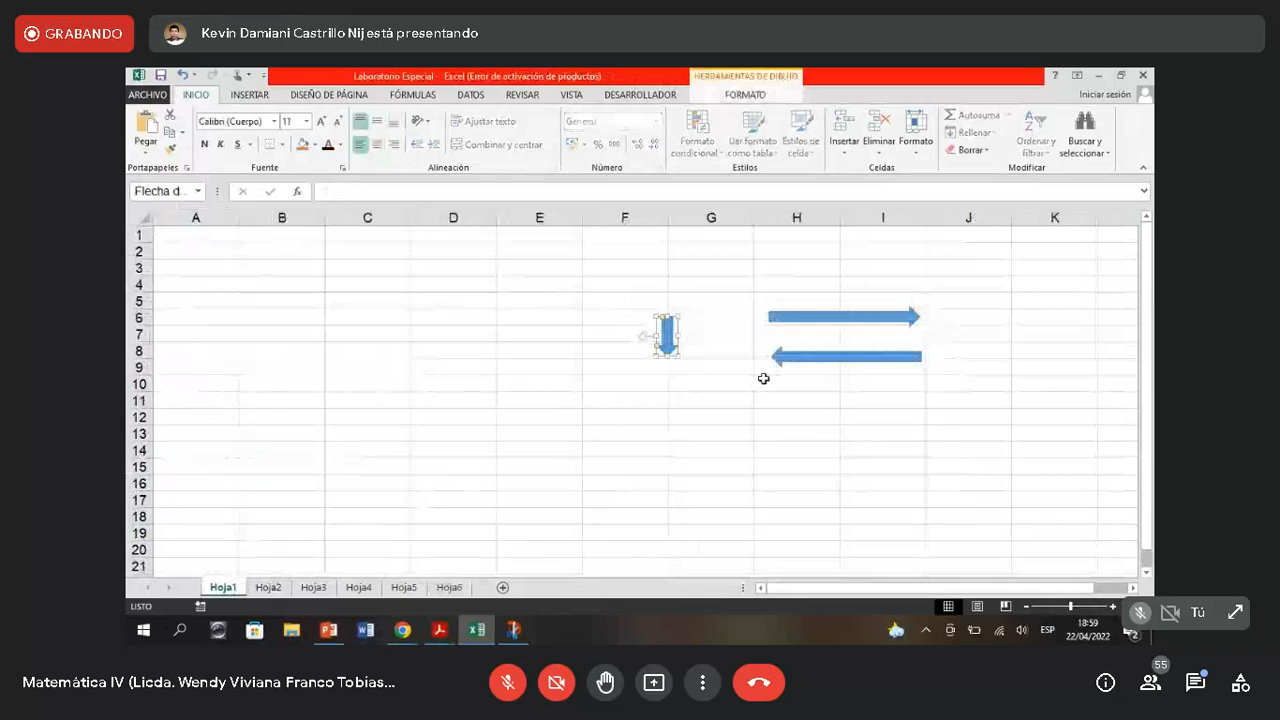 GRABANDO
Kevin Damiani Castrillo Nij está presentando
Laboratorio Especial - Excel (Error de activación de productos)
HERRAMIENTAS DE DIBUJO
ARCHIVO INICIO INSERTAR DISEÑO DE PÁGINA FÓRMULAS DATOS REVISAR VISTA DESARROLLADOR FORMATO Iniciar sesión
Calibri (Cuerpo) 11 A A Ajustar texto General Autosuma
Rellenar
Pegar N K S A Combinar y centrar % 000 Formato condicional Dar formato como tabla Estilos de celda Insertar Eliminar Formato Borrar Ordenar y filtrar Buscar y seleccionar
Portapapeles Fuente Alineación Número Estilos Celdas Modificar
Flecha d... fx
A B C D E F G H I J K
1
2
3
4
5
6
7
8
9
10
11
12
13
14
15
16
17
18
19
20
21
Hoja1 Hoja2 Hoja3 Hoja4 Hoja5 Hoja6
LISTO
Tú
ESP 18:59
22/04/2022
2
55
Matemática IV (Licda. Wendy Viviana Franco Tobias...